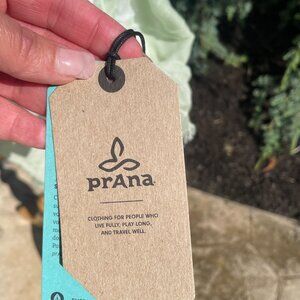 prAna
CLOTHING FOR PEOPLE WHO
LIVE FULLY, PLAY LONG,
AND TRAVEL WELL.